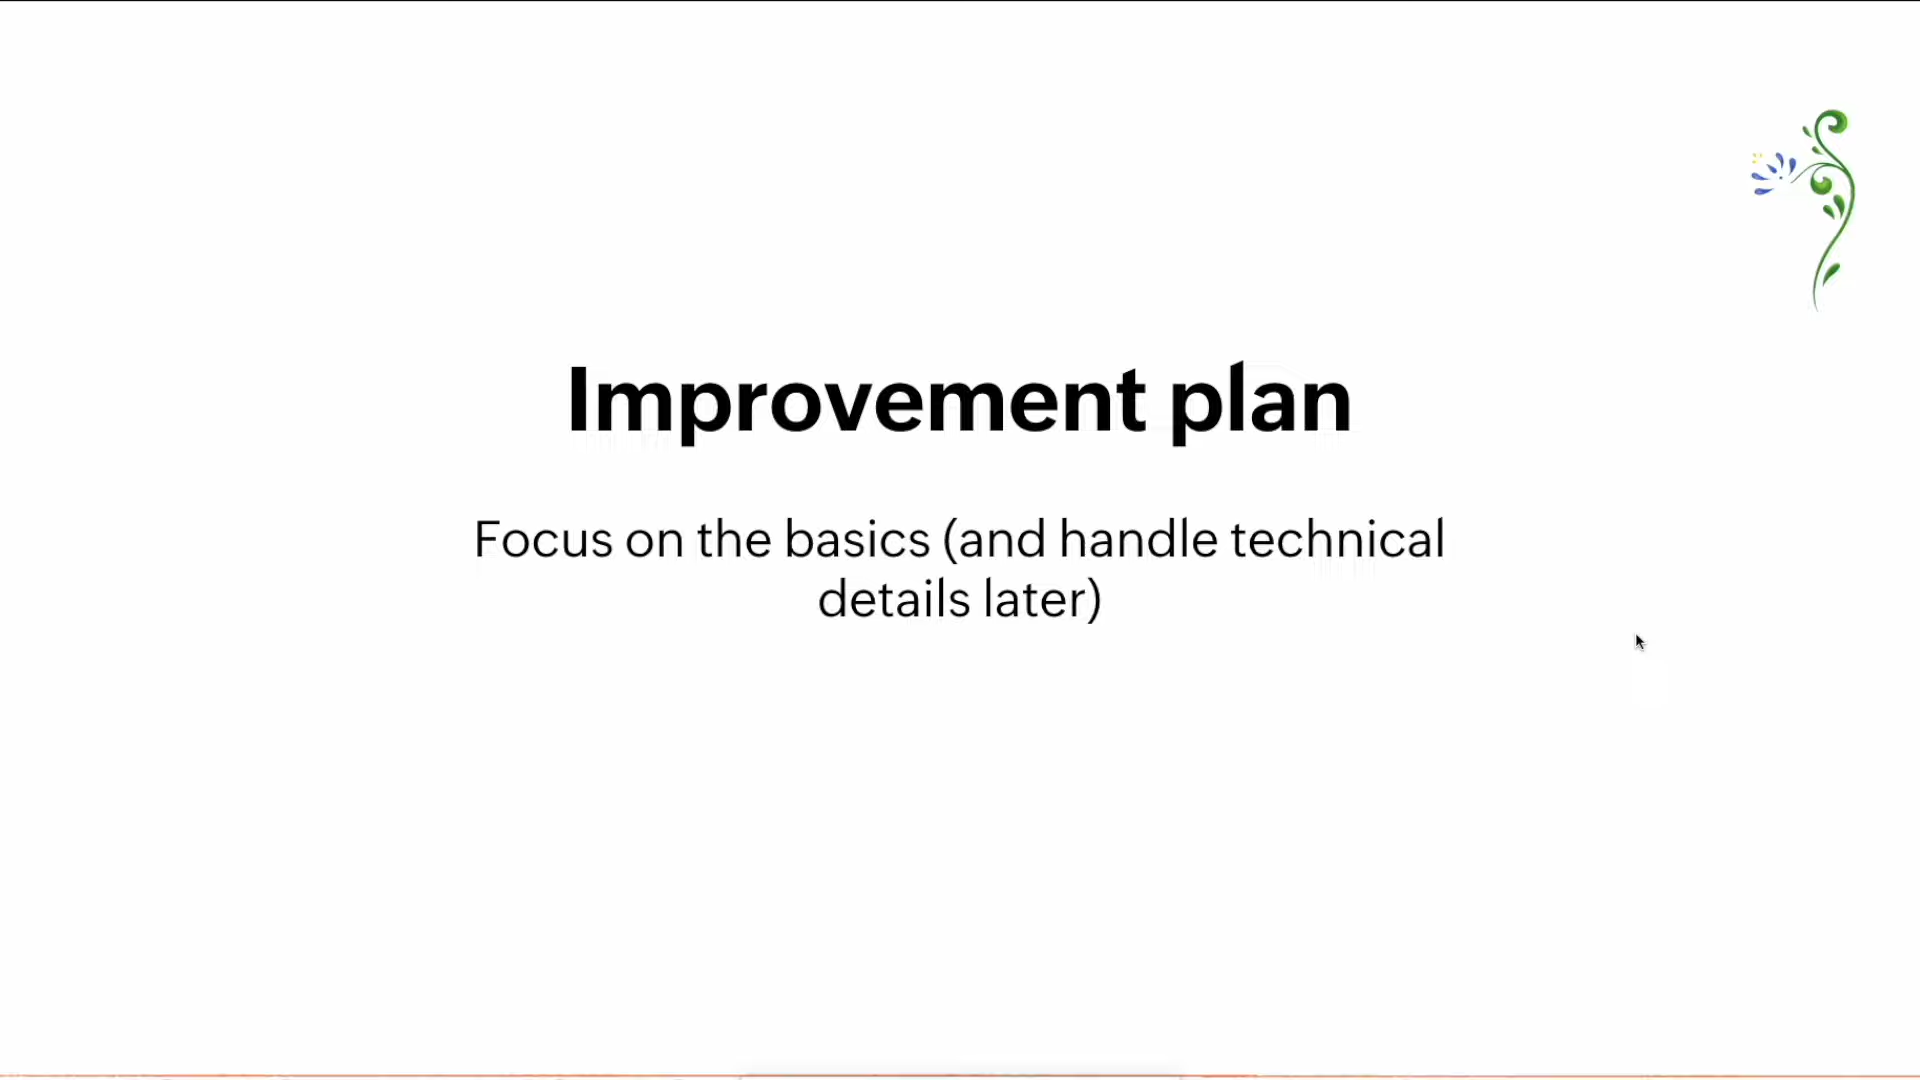 Improvement plan
Focus on the basics (and handle technical
details later)